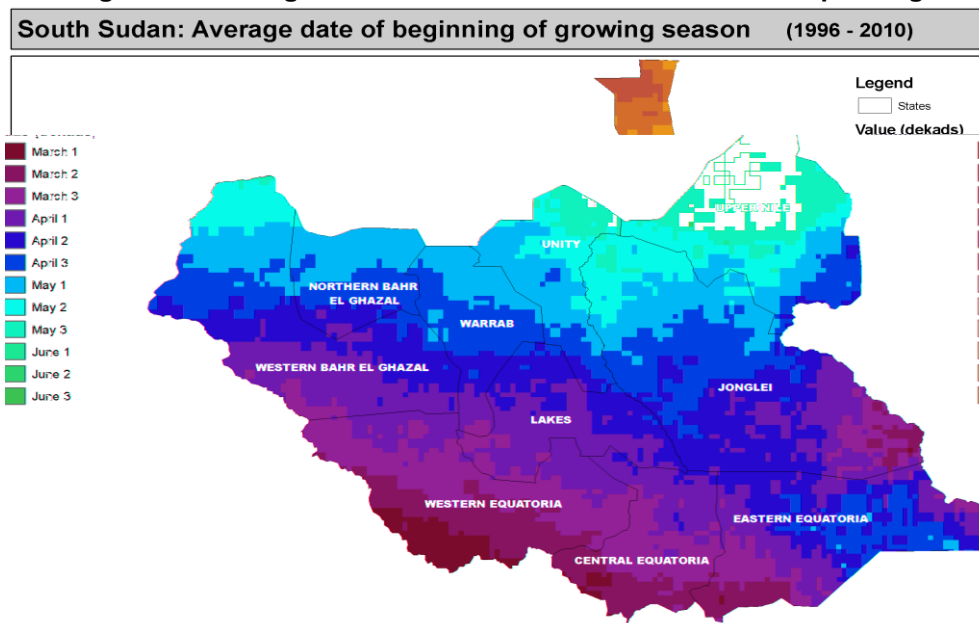 South Sudan: Average date of beginning of growing season (1996 - 2010)
Legend
States
Value (dekads)
March 1
March 2
March 3
April 1
April 2
April 3
May 1
May 2
May 3
June 1
June 2
June 3
UPPER NILE
UNITY
NORTHERN BAHR
EL GHAZAL
WARRAB
WESTERN BAHR EL GHAZAL
JONGLEI
LAKES
WESTERN EQUATORIA
EASTERN EQUATORIA
CENTRAL EQUATORIA